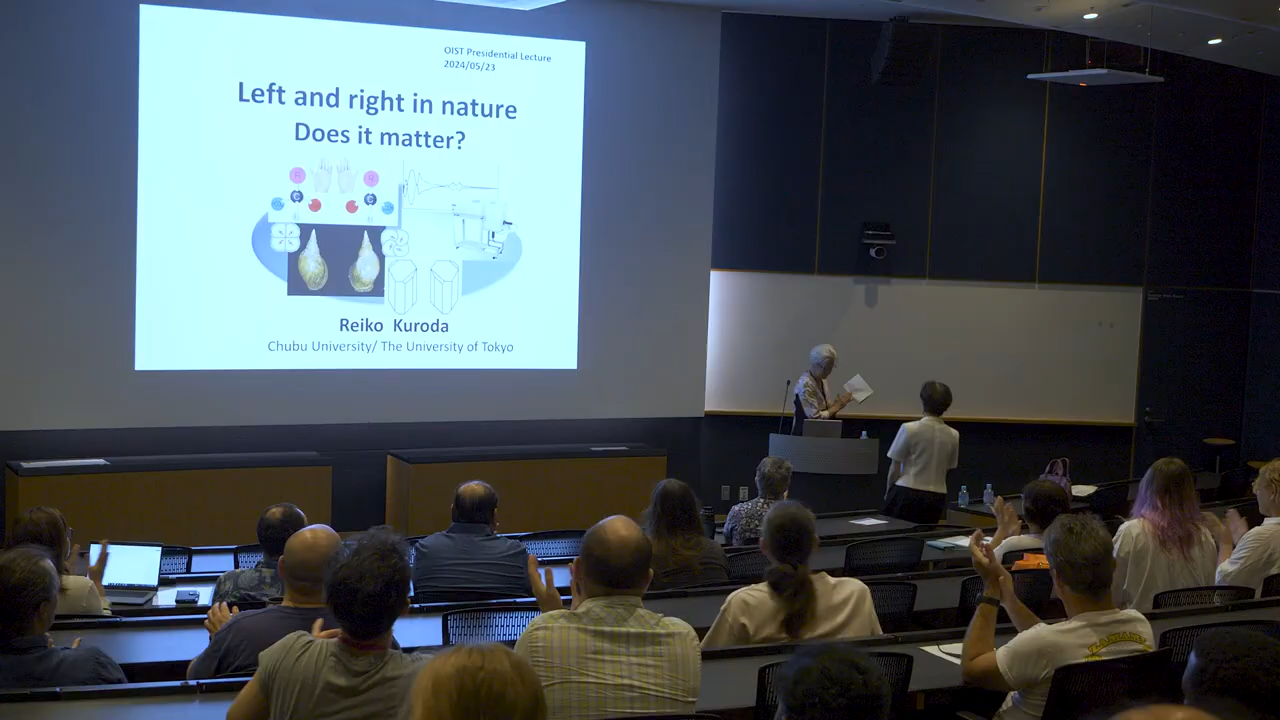 OIST Presidential Lecture
2024/05/23
Left and right in nature
Does it matter?
R
R
C
C
Reiko Kuroda
Chubu University/ The University of Tokyo